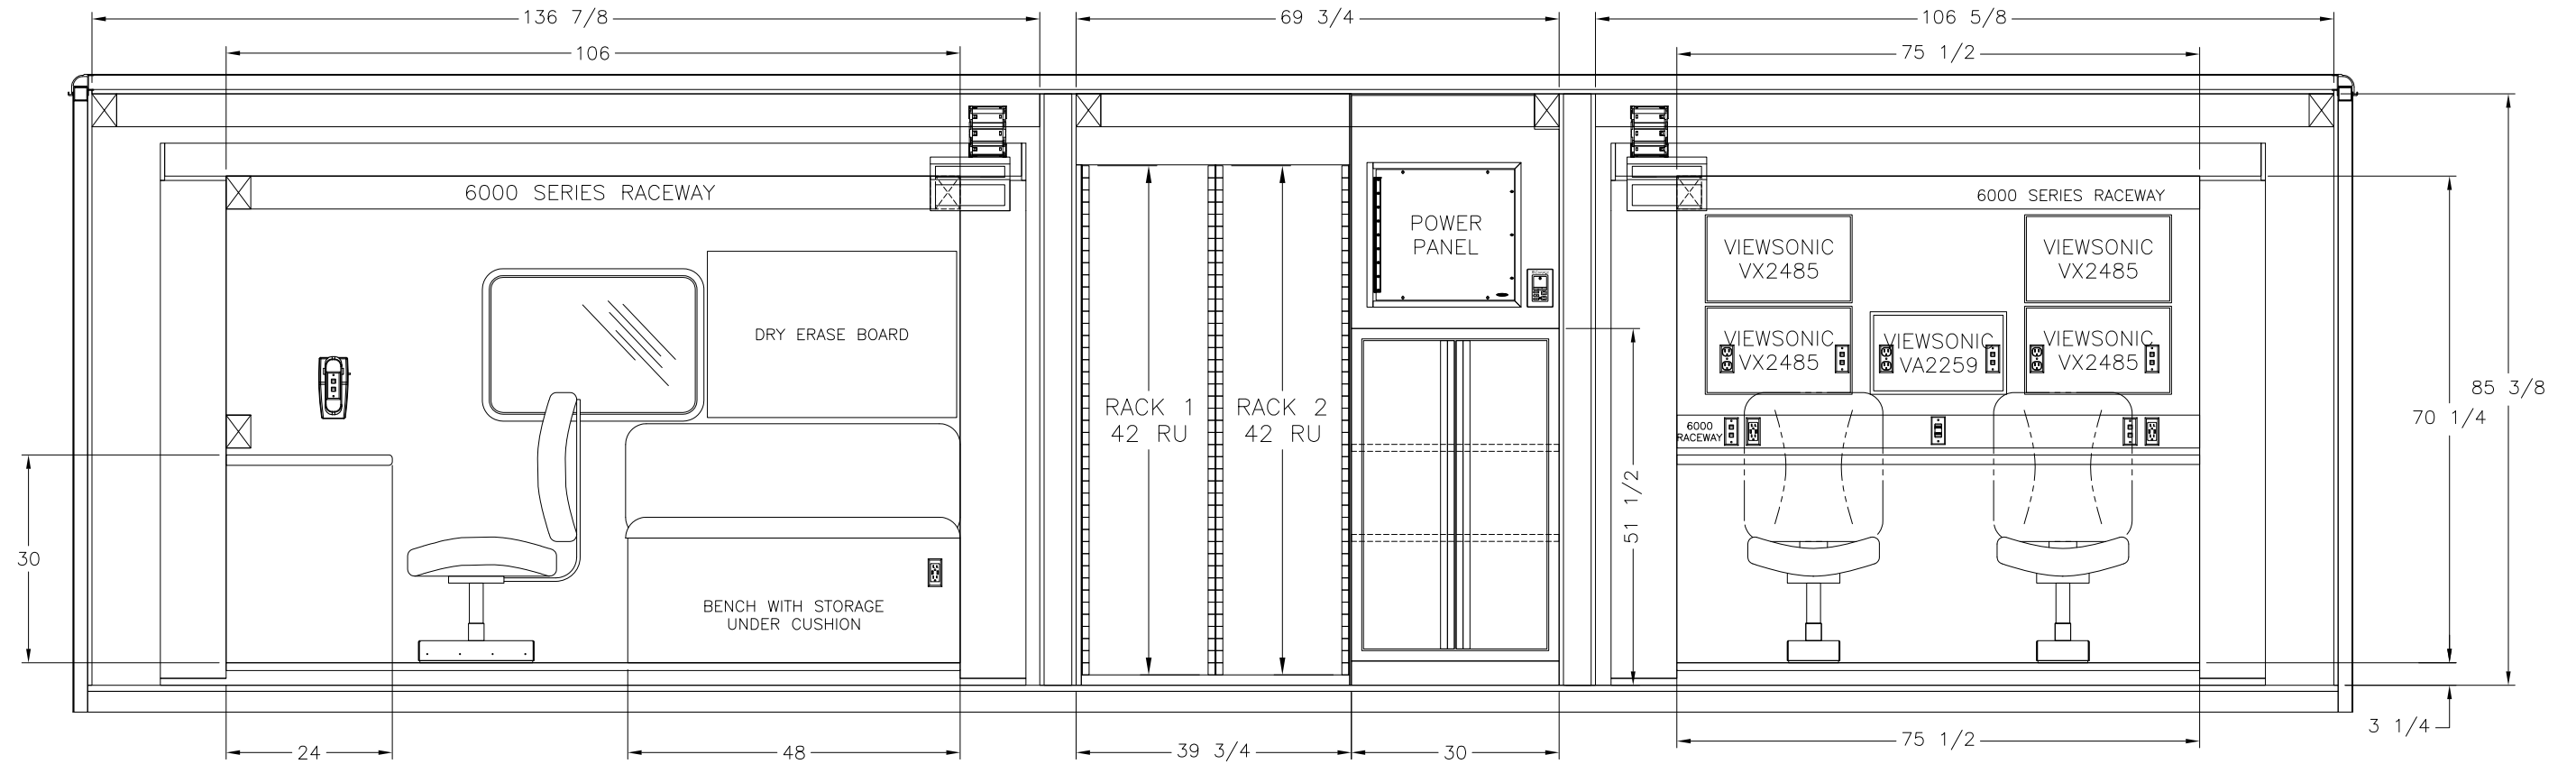 136 7/8
69 3/4
106 5/8
106
75 1/2
6000 SERIES RACEWAY
6000 SERIES RACEWAY
POWER
PANEL
VIEWSONIC
VX2485
VIEWSONIC
VX2485
DRY ERASE BOARD
VIEWSONIC
VX2485
VIEWSONIC
VA2259
VIEWSONIC
VX2485
85 3/8
70 1/4
RACK 1
42 RU
RACK 2
42 RU
6000
RACEWAY
51 1/2
30
BENCH WITH STORAGE
UNDER CUSHION
3 1/4
24
48
39 3/4
30
75 1/2